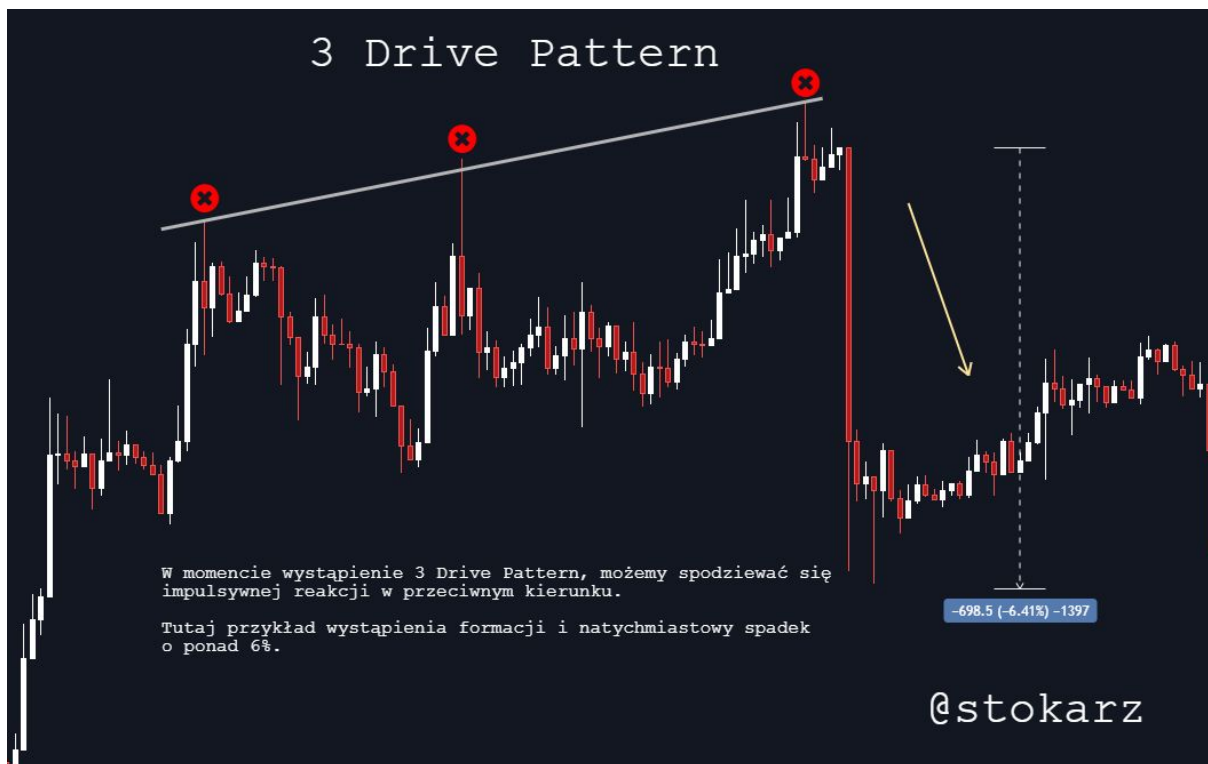 3 Drive Pattern
W momencie wystąpienie 3 Drive Pattern, możemy spodziewać się
impulsywnej reakcji w przeciwnym kierunku.
Tutaj przykład wystąpienia formacji i natychmiastowy spadek
o ponad 6%.
−698.5 (−6.41%) −1397
@stokarz